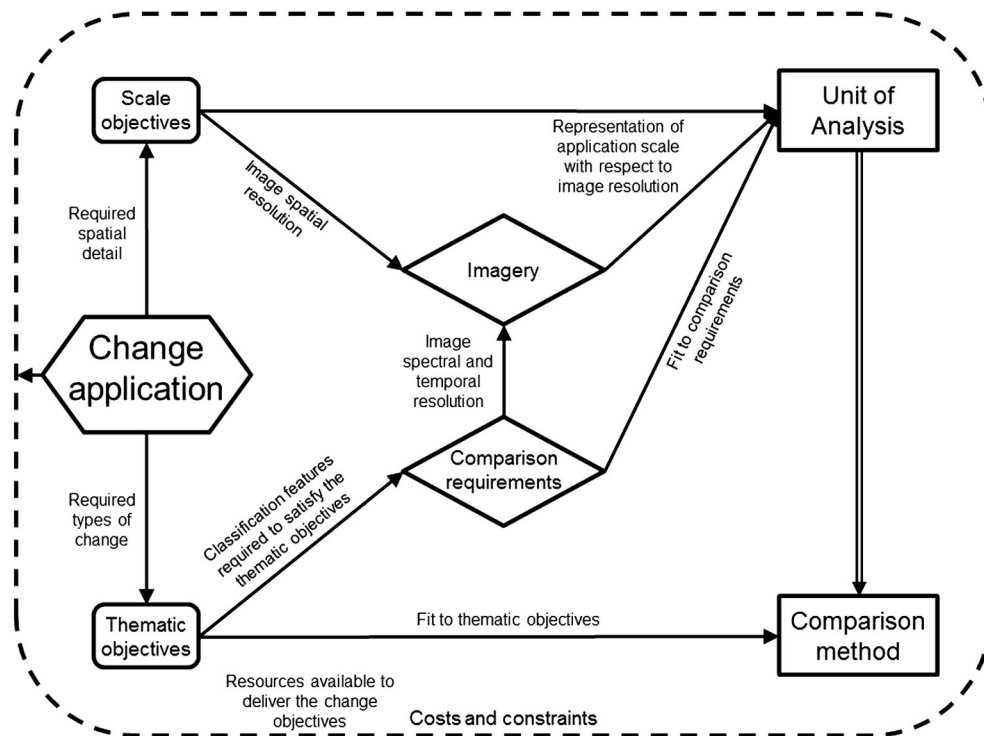 Scale
objectives
Unit of
Analysis
Representation of
application scale
with respect to
image resolution
Image spatial
resolution
Required
spatial
detail
Imagery
Change
application
Image
spectral and
temporal
resolution
Fit to comparison
requirements
Comparison
requirements
Required
types of
change
Classification features
required to satisfy the
thematic objectives
Thematic
objectives
Fit to thematic objectives
Comparison
method
Resources available to
deliver the change
objectives
Costs and constraints